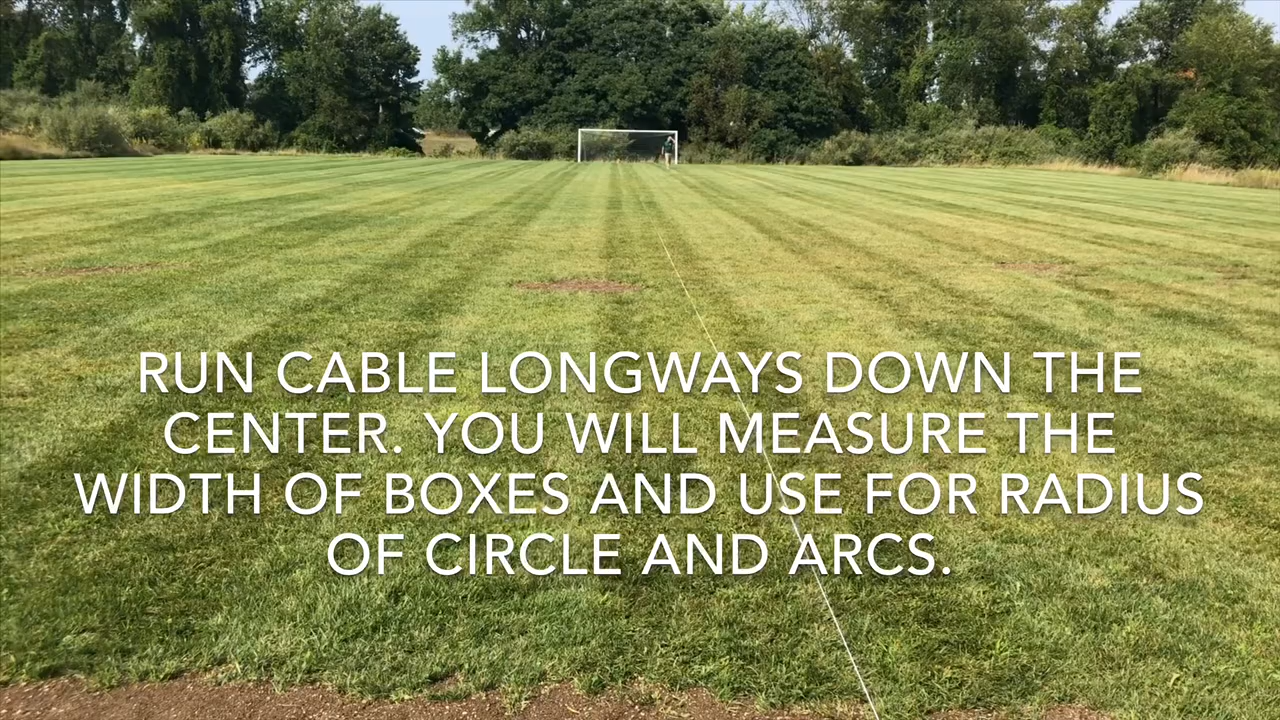 RUN CABLE LONGWAYS DOWN THE
CENTER. YOU WILL MEASURE THE
WIDTH OF BOXES AND USE FOR RADIUS
OF CIRCLE AND ARCS.